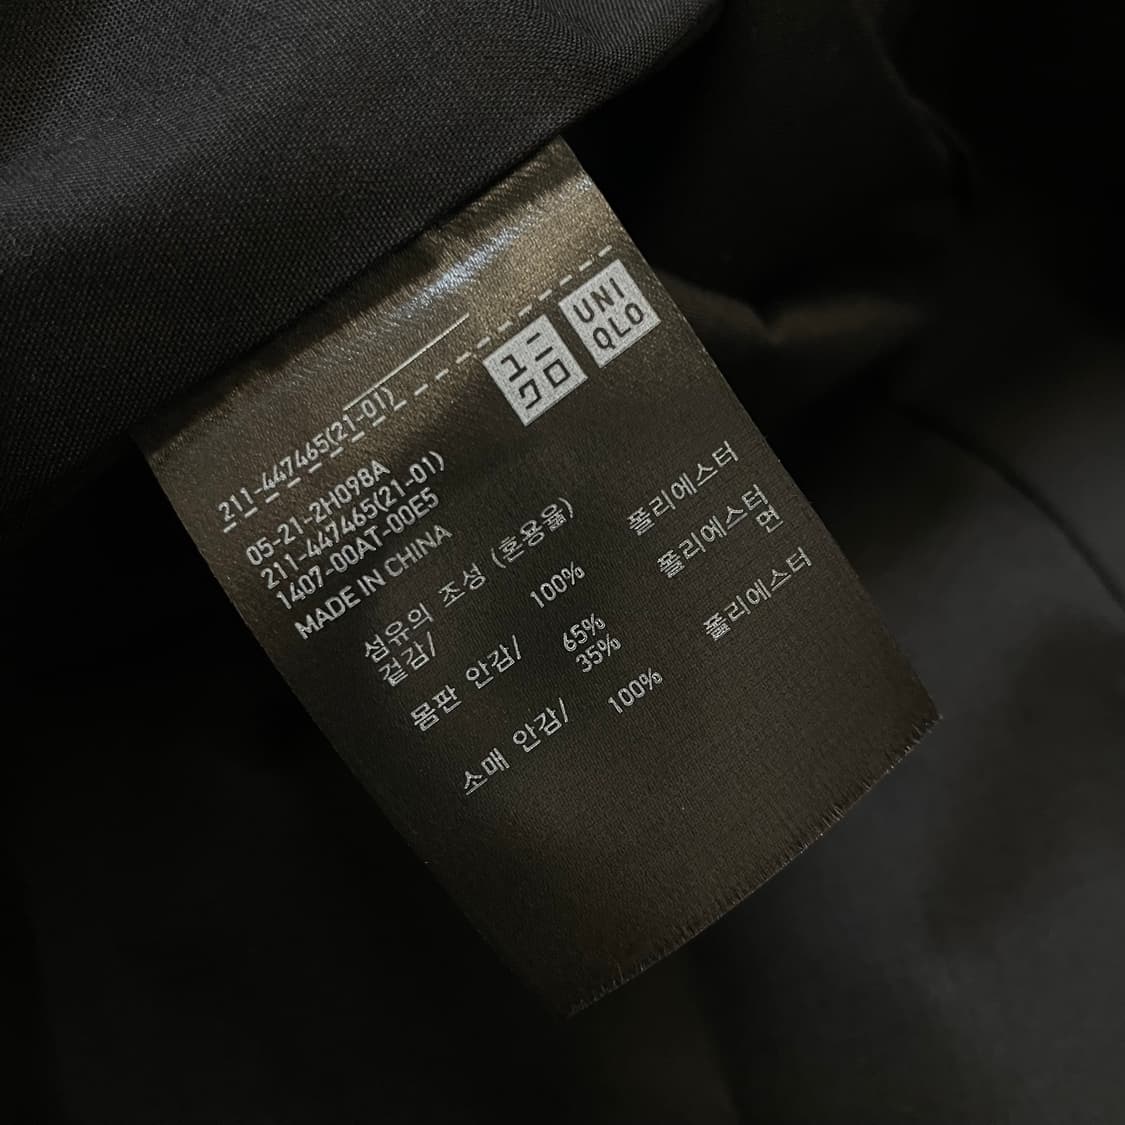 ユニ
クロ
UNI
QLO
211-447465(21-01)
05-21-2H098A
211-447465(21-01)
1407-00AT-00E5
MADE IN CHINA
섬유의 조성 (혼용율)
겉감/ 100% 폴리에스터
몸판 안감/ 65% 폴리에스터
35% 면
소매 안감/ 100% 폴리에스터